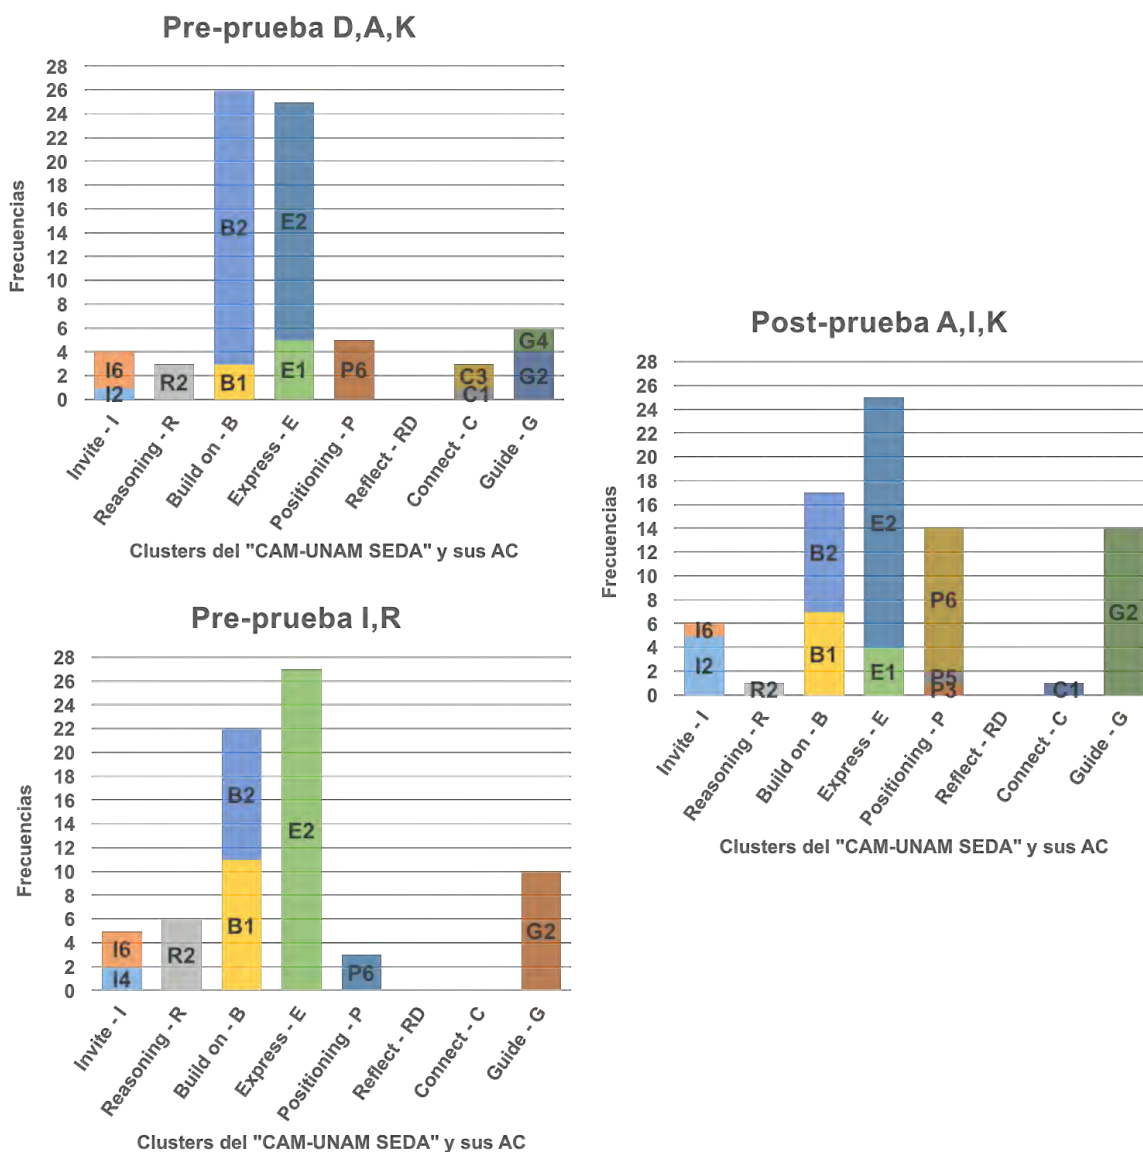 Pre-prueba D,A,K
28
26
24
22
20
18
16
14
12
10
8
6
4
2
0
Frecuencias
I6
I2
R2
B2
B1
E2
E1
P6
C3
C1
G4
G2
Invite - I
Reasoning - R
Build on - B
Express - E
Positioning - P
Reflect - RD
Connect - C
Guide - G
Clusters del "CAM-UNAM SEDA" y sus AC
Post-prueba A,I,K
28
26
24
22
20
18
16
14
12
10
8
6
4
2
0
Frecuencias
I6
I2
R2
B2
B1
E2
E1
P6
P5
P3
C1
G2
Invite - I
Reasoning - R
Build on - B
Express - E
Positioning - P
Reflect - RD
Connect - C
Guide - G
Clusters del "CAM-UNAM SEDA" y sus AC
Pre-prueba I,R
28
26
24
22
20
18
16
14
12
10
8
6
4
2
0
Frecuencias
I6
I4
R2
B2
B1
E2
P6
G2
Invite - I
Reasoning - R
Build on - B
Express - E
Positioning - P
Reflect - RD
Connect - C
Guide - G
Clusters del "CAM-UNAM SEDA" y sus AC